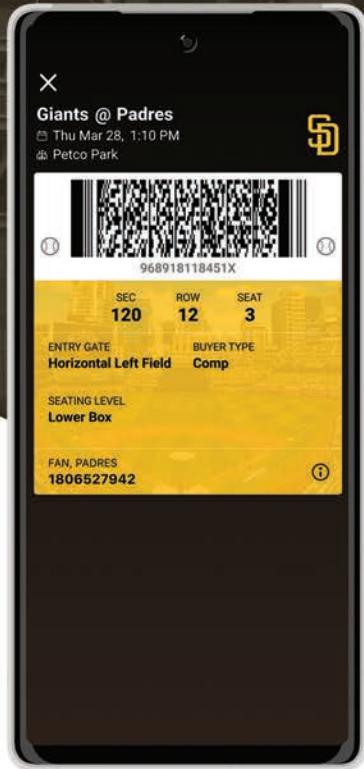 Giants @ Padres
Thu Mar 28, 1:10 PM
Petco Park
SD
968918118451X
SEC ROW SEAT
120 12 3
ENTRY GATE BUYER TYPE
Horizontal Left Field Comp
SEATING LEVEL
Lower Box
FAN, PADRES
1806527942